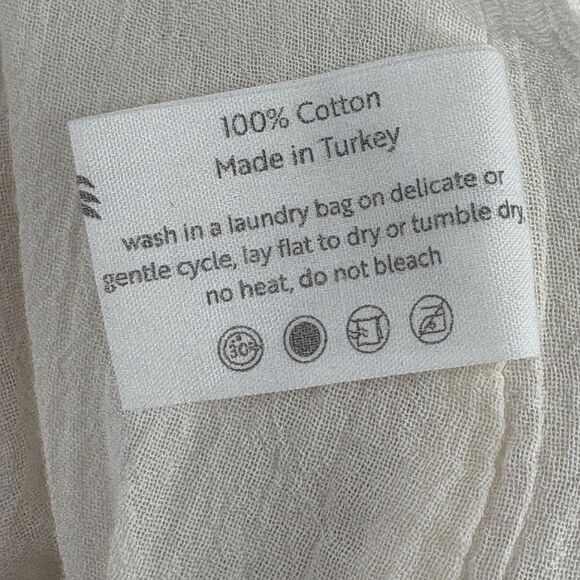 100% Cotton
Made in Turkey
wash in a laundry bag on delicate or
gentle cycle, lay flat to dry or tumble dry
no heat, do not bleach
30